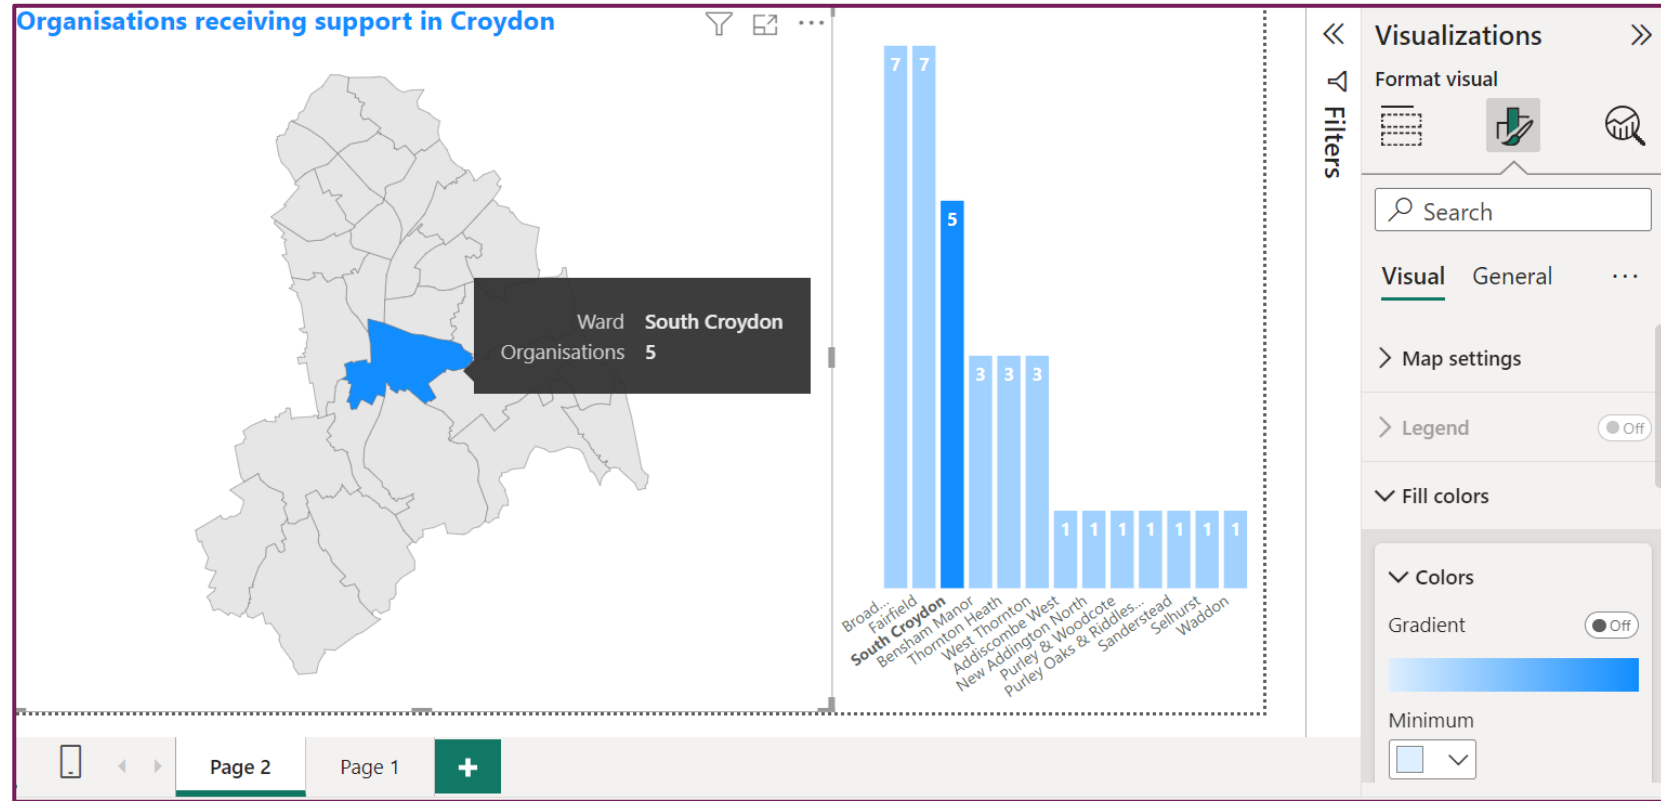 Organisations receiving support in Croydon
Ward South Croydon
Organisations 5
7 7 5 3 3 3 1 1 1 1 1 1 1
Broad...
Fairfield
South Croydon
Bensham Manor
Thornton Heath
West Thornton
Addiscombe West
New Addington North
Purley & Woodcote
Purley Oaks & Riddles...
Sanderstead
Selhurst
Waddon
Page 2
Page 1
Filters
Visualizations
Format visual
Search
Visual General
Map settings
Legend Off
Fill colors
Colors
Gradient Off
Minimum